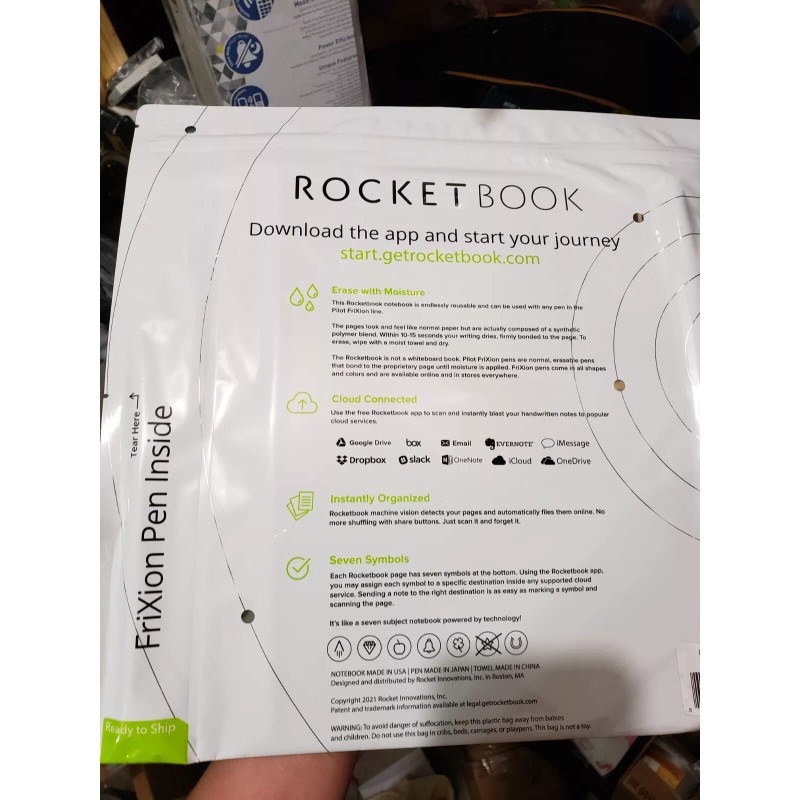 Power Efficie
Unique Feature
ROCKETBOOK
Download the app and start your journey
start.getrocketbook.com
Erase with Moisture
This Rocketbook notebook is endlessly reusable and can be used with any pen in the
Pilot FriXion line.
The pages look and feel like normal paper but are actually composed of a synthetic
polymer blend. Within 10-15 seconds your writing dries, firmly bonded to the page. To
erase, wipe with a moist towel and dry.
The Rocketbook is not a whiteboard book. Pilot FriXion pens are normal, erasable pens
that bond to the proprietary page until moisture is applied. FriXion pens come in all shapes
and colors and are available online and in stores everywhere.
Cloud Connected
Use the free Rocketbook app to scan and instantly blast your handwritten notes to popular
cloud services.
Google Drive box Email EVERNOTE iMessage
Dropbox slack OneNote iCloud OneDrive
Instantly Organized
Rocketbook machine vision detects your pages and automatically files them online. No
more shuffling with share buttons. Just scan it and forget it.
Seven Symbols
Each Rocketbook page has seven symbols at the bottom. Using the Rocketbook app,
you may assign each symbol to a specific destination inside any supported cloud
service. Sending a note to the right destination is as easy as marking a symbol and
scanning the page.
It's like a seven subject notebook powered by technology!
NOTEBOOK MADE IN USA | PEN MADE IN JAPAN | TOWEL MADE IN CHINA
Designed and distributed by Rocket Innovations, Inc. in Boston, MA
Copyright 2021 Rocket Innovations, Inc.
Patent and trademark information available at legal.getrocketbook.com
WARNING: To avoid danger of suffocation, keep this plastic bag away from babies
and children. Do not use this bag in cribs, beds, carriages, or playpens. This bag is not a toy.
Tear Here
FriXion Pen Inside
Ready to Ship